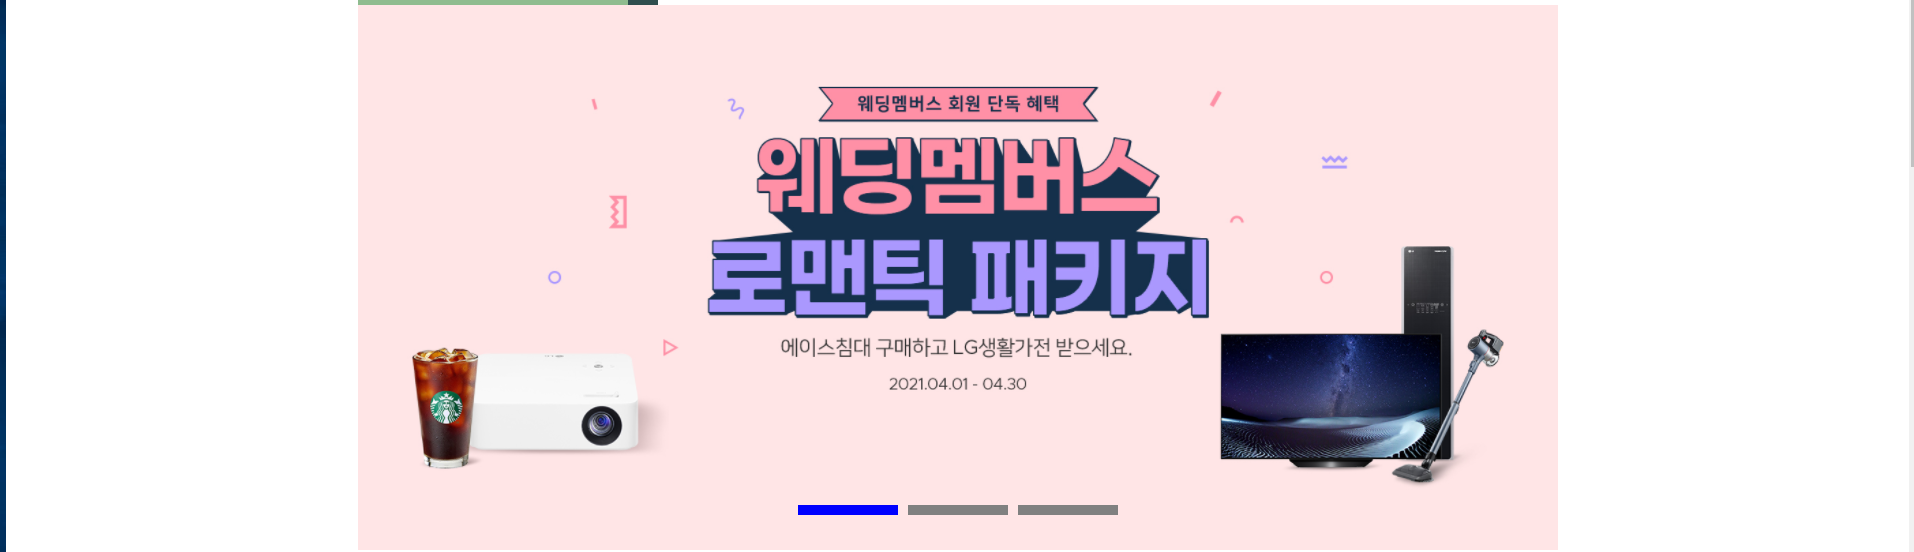 웨딩멤버스 회원 단독 혜택
웨딩멤버스
로맨틱 패키지
에이스침대 구매하고 LG생활가전 받으세요.
2021.04.01 - 04.30